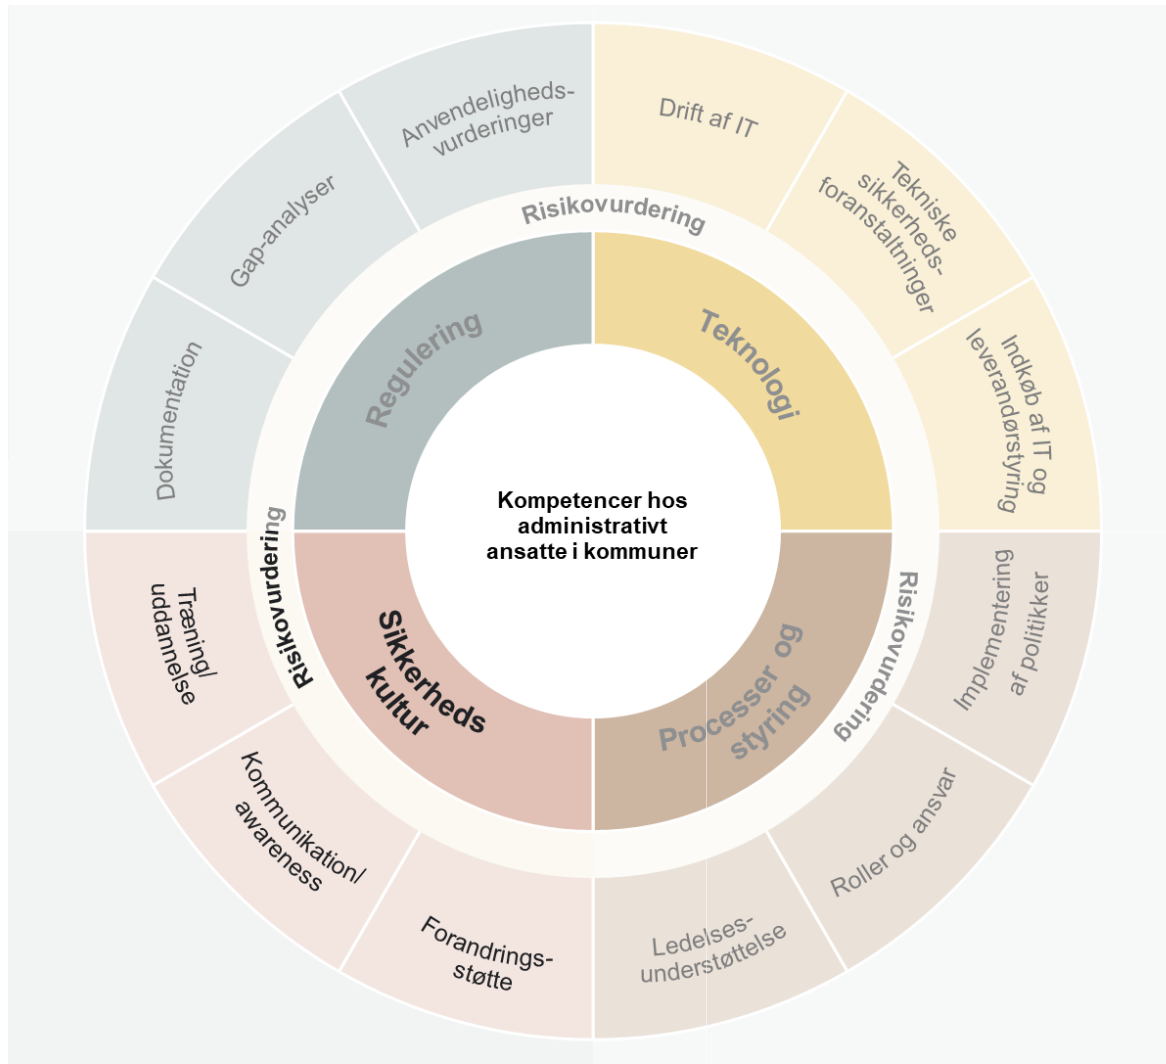 Anvendeligheds-
vurderinger
Drift af IT
Gap-analyser
Tekniske
sikkerheds-
foranstaltninger
Risikovurdering
Regulering
Teknologi
Dokumentation
Indkøb af IT og
leverandørstyring
Kompetencer hos
administrativt
ansatte i kommuner
Risikovurdering
Risikovurdering
Træning/
uddannelse
Sikkerheds
kultur
Processer og
styring
Implementering
af politikker
Kommunikation/
awareness
Roller og ansvar
Forandrings-
støtte
Ledelses-
understøttelse